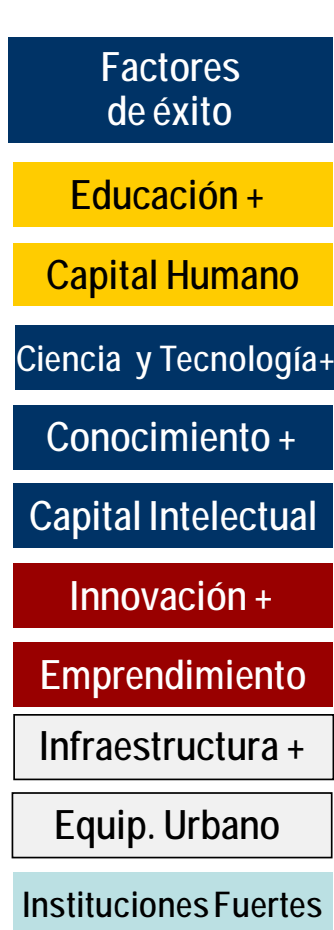 Factores
de éxito
Educación +
Capital Humano
Ciencia y Tecnología+
Conocimiento +
Capital Intelectual
Innovación +
Emprendimiento
Infraestructura +
Equip. Urbano
Instituciones Fuertes